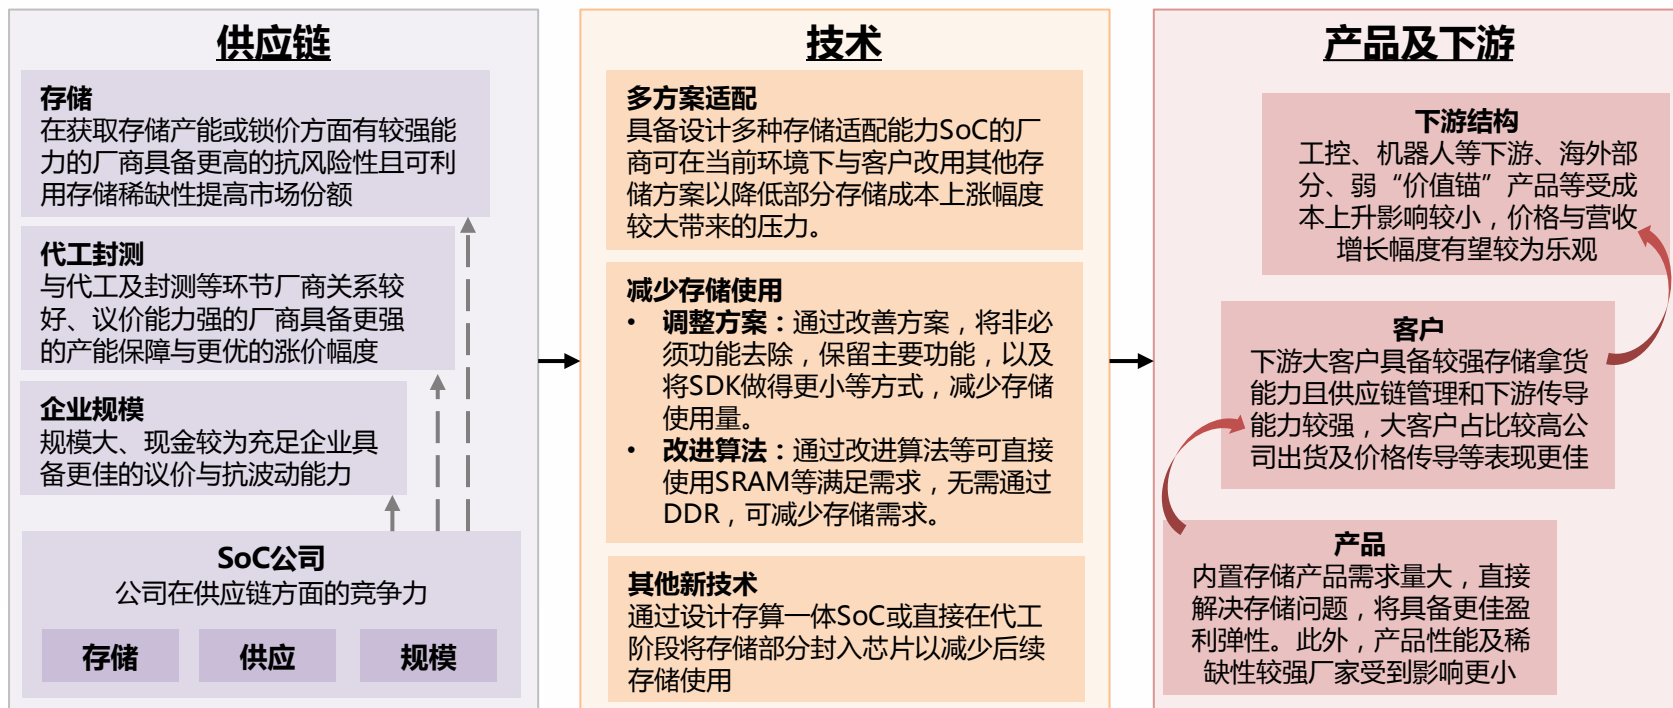 供应链
存储
在获取存储产能或锁价方面有较强能
力的厂商具备更高的抗风险性且可利
用存储稀缺性提高市场份额
代工封测
与代工及封测等环节厂商关系较
好、议价能力强的厂商具备更强
的产能保障与更优的涨价幅度
企业规模
规模大、现金较为充足企业具
备更佳的议价与抗波动能力
SoC公司
公司在供应链方面的竞争力
存储
供应
规模
技术
多方案适配
具备设计多种存储适配能力SoC的厂
商可在当前环境下与客户改用其他存
储方案以降低部分存储成本上涨幅度
较大带来的压力。
减少存储使用
• 调整方案：通过改善方案，将非必
须功能去除，保留主要功能，以及
将SDK做得更小等方式，减少存储
使用量。
• 改进算法：通过改进算法等可直接
使用SRAM等满足需求，无需通过
DDR，可减少存储需求。
其他新技术
通过设计存算一体SoC或直接在代工
阶段将存储部分封入芯片以减少后续
存储使用
产品及下游
下游结构
工控、机器人等下游、海外部
分、弱“价值锚”产品等受成
本上升影响较小，价格与营收
增长幅度有望较为乐观
客户
下游大客户具备较强存储拿货
能力且供应链管理和下游传导
能力较强，大客户占比较高公
司出货及价格传导等表现更佳
产品
内置存储产品需求量大，直接
解决存储问题，将具备更佳盈
利弹性。此外，产品性能及稀
缺性较强厂家受到影响更小